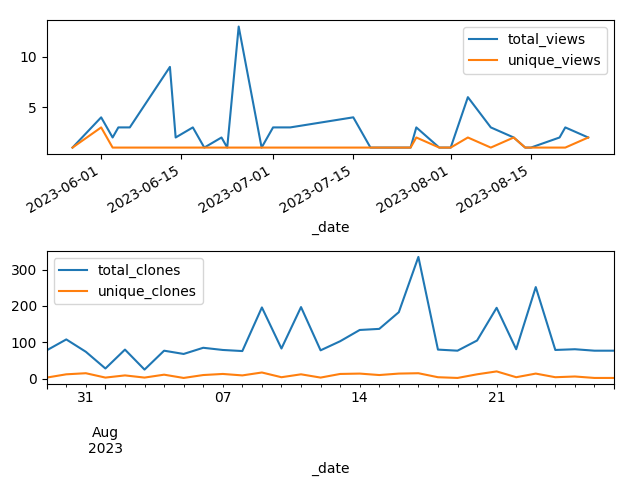 10
5
total_views
unique_views
2023-06-01
2023-06-15
2023-07-01
2023-07-15
2023-08-01
2023-08-15
_date
300
200
100
0
total_clones
unique_clones
31
07
14
21
Aug
2023
_date